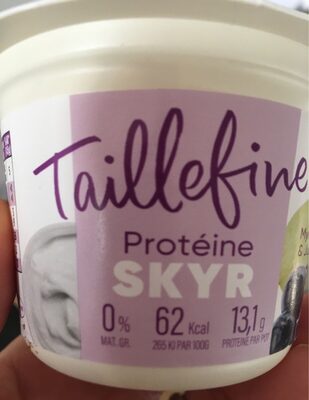 Taillefine
Protéine
SKYR
0% 62 Kcal 13,1g
MAT. GR. 265 KJ PAR 100G PROTÉINE PAR POT